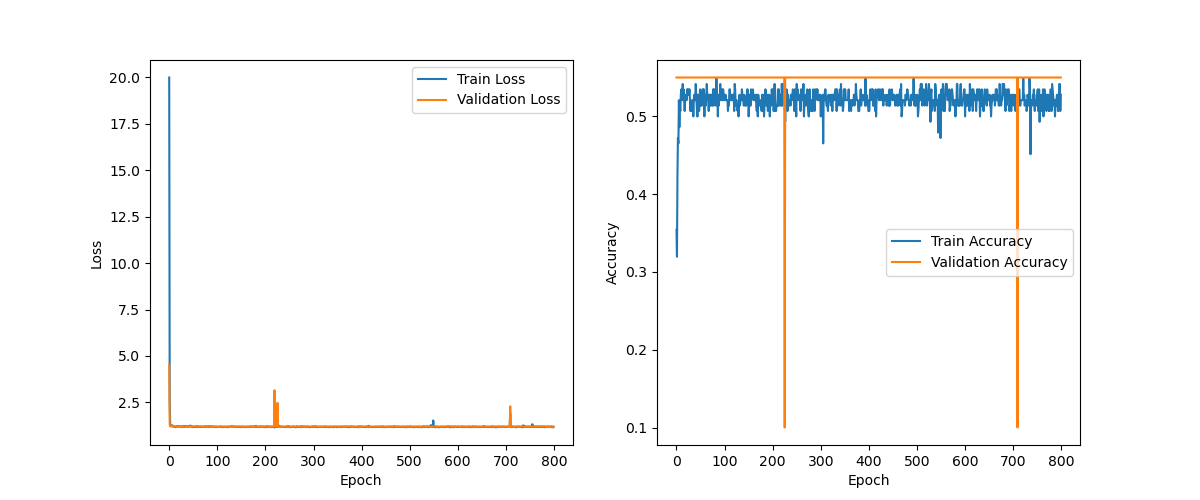 20.0
17.5
15.0
12.5
10.0
7.5
5.0
2.5
Loss
0 100 200 300 400 500 600 700 800
Epoch
Train Loss
Validation Loss
0.5
0.4
0.3
0.2
0.1
Accuracy
0 100 200 300 400 500 600 700 800
Epoch
Train Accuracy
Validation Accuracy